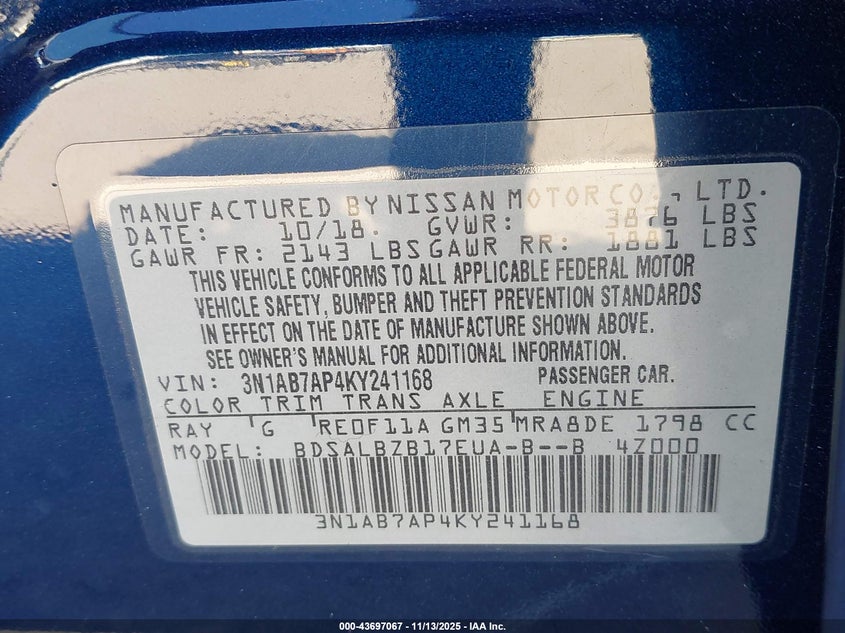 MANUFACTURED BY NISSAN MOTOR CO., LTD.
DATE: 10/18. GVWR: 3876 LBS
GAWR FR: 2143 LBS GAWR RR: 1881 LBS
THIS VEHICLE CONFORMS TO ALL APPLICABLE FEDERAL MOTOR
VEHICLE SAFETY, BUMPER AND THEFT PREVENTION STANDARDS
IN EFFECT ON THE DATE OF MANUFACTURE SHOWN ABOVE.
SEE OWNER'S MANUAL FOR ADDITIONAL INFORMATION.
VIN: 3N1AB7AP4KY241168 PASSENGER CAR.
COLOR TRIM TRANS AXLE ENGINE
RAY G RE0F11A GM35 MRA8DE 1798 CC
MODEL: BDSALBZB17EUA-B--B 4Z000
3N1AB7AP4KY241168
000-43697067 - 11/13/2025 - IAA Inc.